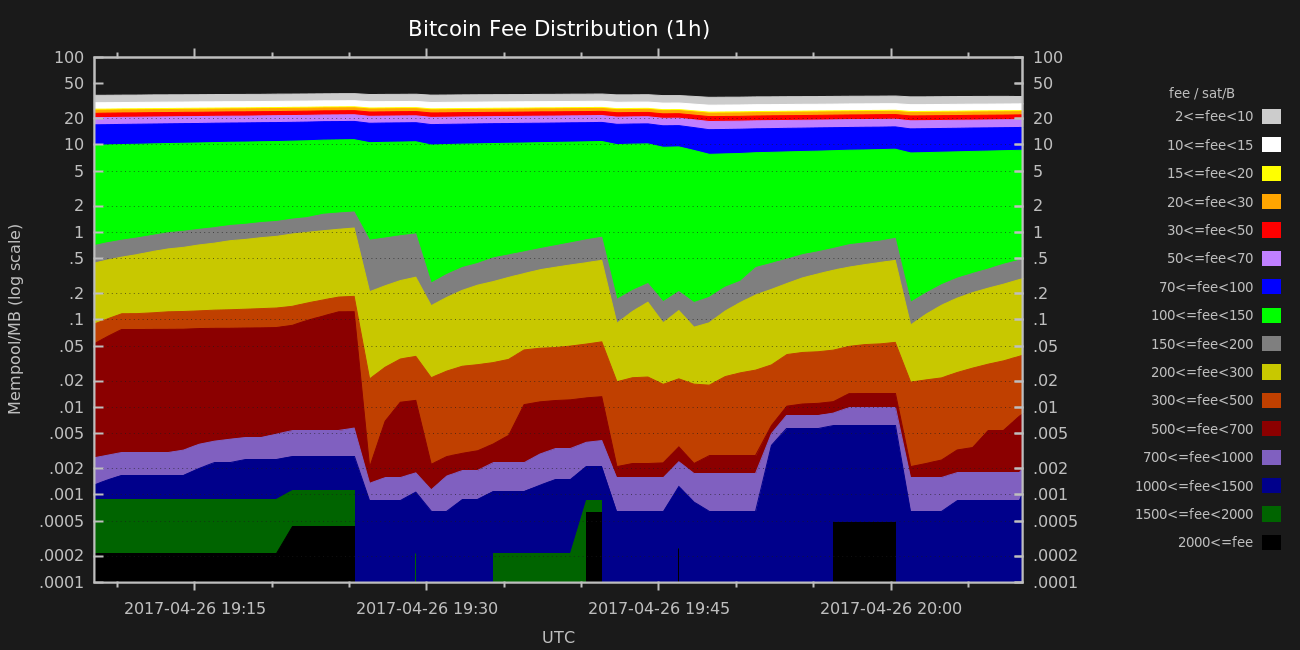 Bitcoin Fee Distribution (1h)
Mempool/MB (log scale)
100
50
20
10
5
2
1
.5
.2
.1
.05
.02
.01
.005
.002
.001
.0005
.0002
.0001
100
50
20
10
5
2
1
.5
.2
.1
.05
.02
.01
.005
.002
.001
.0005
.0002
.0001
2017-04-26 19:15 2017-04-26 19:30 2017-04-26 19:45 2017-04-26 20:00
UTC
fee / sat/B
2<=fee<10
10<=fee<15
15<=fee<20
20<=fee<30
30<=fee<50
50<=fee<70
70<=fee<100
100<=fee<150
150<=fee<200
200<=fee<300
300<=fee<500
500<=fee<700
700<=fee<1000
1000<=fee<1500
1500<=fee<2000
2000<=fee